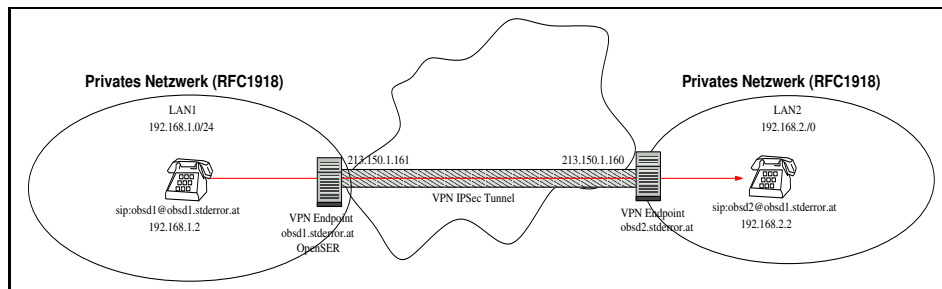 Privates Netzwerk (RFC1918)
LAN1
192.168.1.0/24
sip:obsd1@obsd1.stderror.at
192.168.1.2
213.150.1.161
VPN Endpoint
obsd1.stderror.at
OpenSER
VPN IPSec Tunnel
213.150.1.160
VPN Endpoint
obsd2.stderror.at
Privates Netzwerk (RFC1918)
LAN2
192.168.2./0
sip:obsd2@obsd1.stderror.at
192.168.2.2